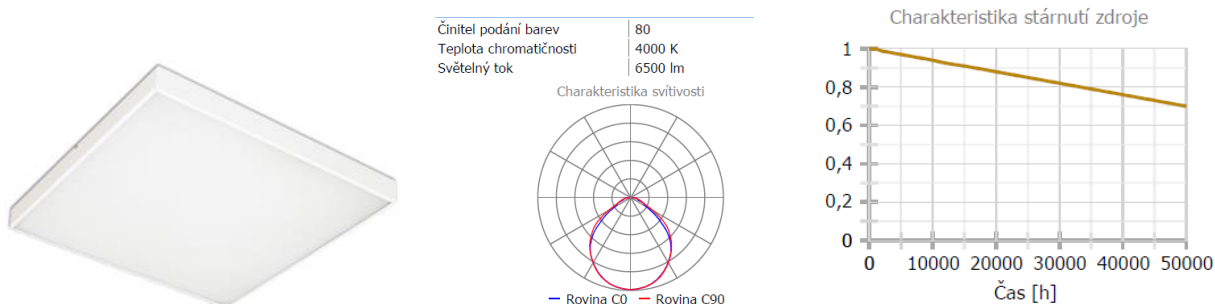 Činitel podání barev 80
Teplota chromatičnosti 4000 K
Světelný tok 6500 lm
Charakteristika svítivosti
Rovina C0 Rovina C90
Charakteristika stárnutí zdroje
1
0,8
0,6
0,4
0,2
0
0 10000 20000 30000 40000 50000
Čas [h]